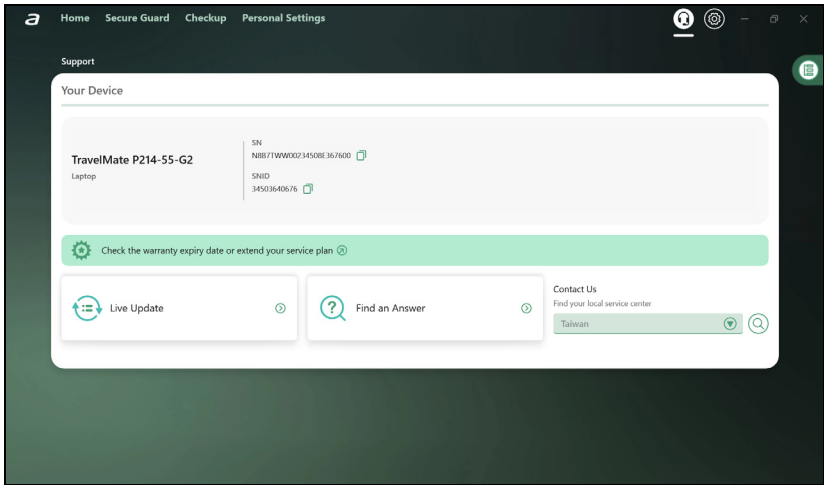 a
Home Secure Guard Checkup Personal Settings
Support
Your Device
TravelMate P214-55-G2
Laptop
SN
N8B7TWW00234508E367600
SNID
34503640676
Check the warranty expiry date or extend your service plan
Live Update
Find an Answer
Contact Us
Find your local service center
Taiwan